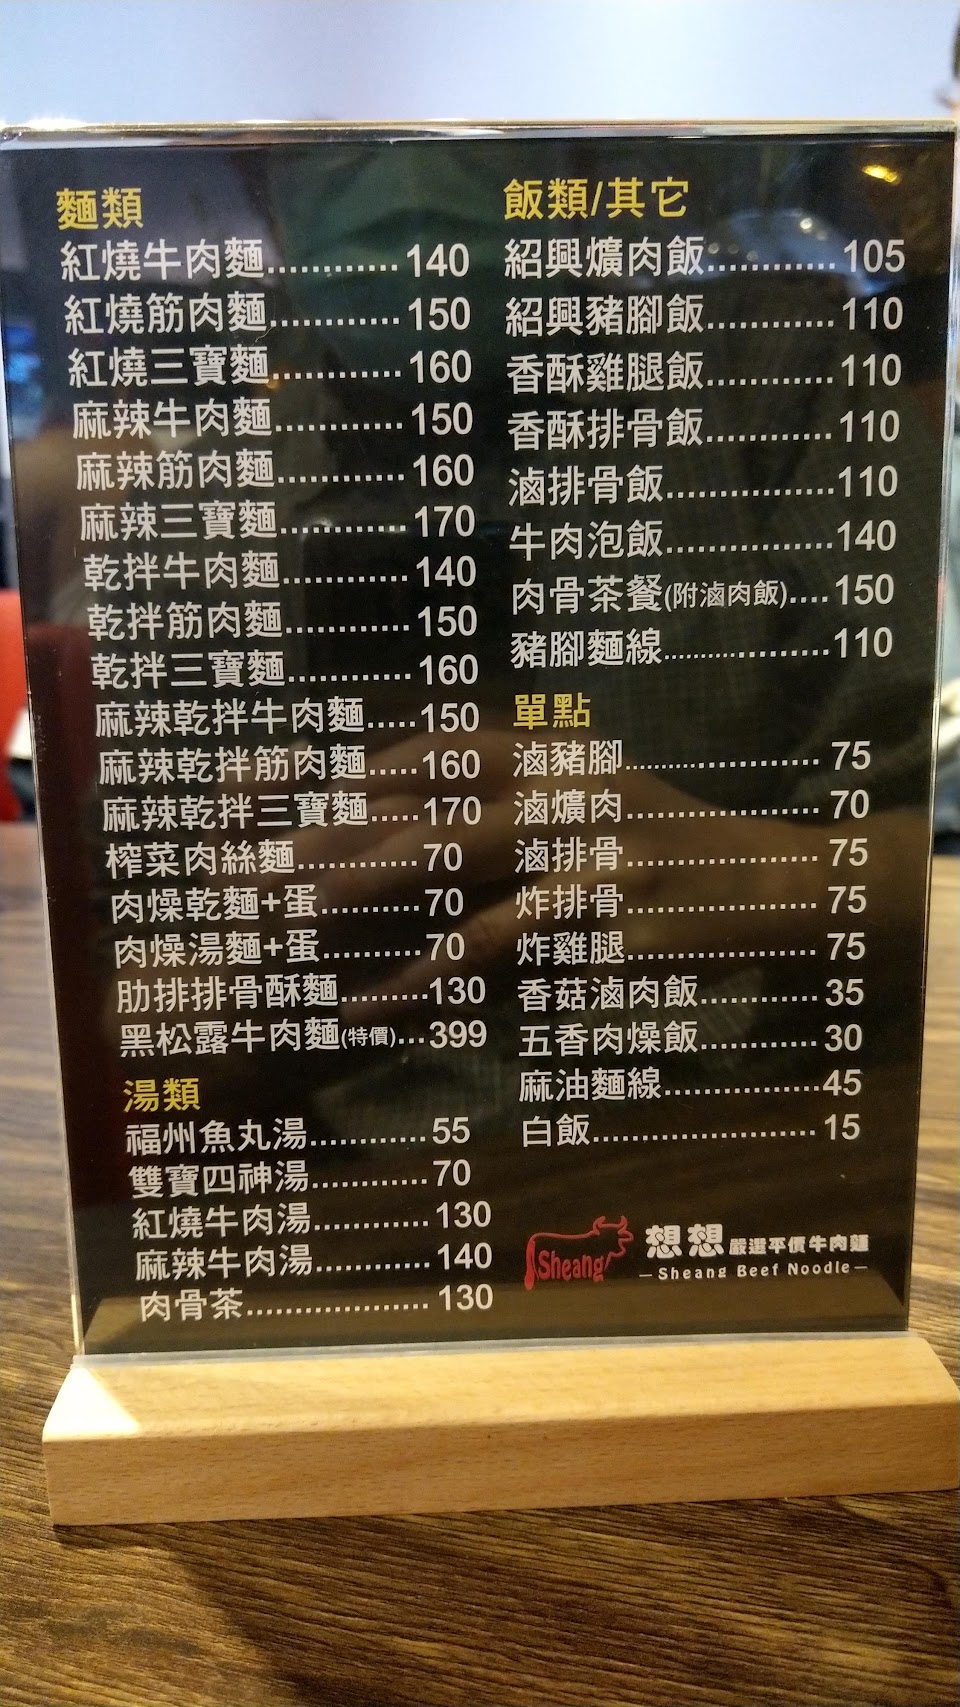 麵類
紅燒牛肉麵............140
紅燒筋肉麵............150
紅燒三寶麵............160
麻辣牛肉麵............150
麻辣筋肉麵............160
麻辣三寶麵............170
乾拌牛肉麵............140
乾拌筋肉麵............150
乾拌三寶麵............160
麻辣乾拌牛肉麵.....150
麻辣乾拌筋肉麵.....160
麻辣乾拌三寶麵.....170
榨菜肉絲麵............70
肉燥乾麵+蛋..........70
肉燥湯麵+蛋..........70
肋排排骨酥麵.........130
黑松露牛肉麵(特價)...399
湯類
福州魚丸湯............55
雙寶四神湯............70
紅燒牛肉湯............130
麻辣牛肉湯............140
肉骨茶...................130
飯類/其它
紹興爌肉飯............105
紹興豬腳飯............110
香酥雞腿飯............110
香酥排骨飯............110
滷排骨飯................110
牛肉泡飯................140
肉骨茶餐(附滷肉飯)....150
豬腳麵線..................110
單點
滷豬腳......................75
滷爌肉....................70
滷排骨....................75
炸排骨....................75
炸雞腿....................75
香菇滷肉飯............35
五香肉燥飯............30
麻油麵線................45
白飯.......................15
Sheang
想想嚴選平價牛肉麵
—Sheang Beef Noodle—